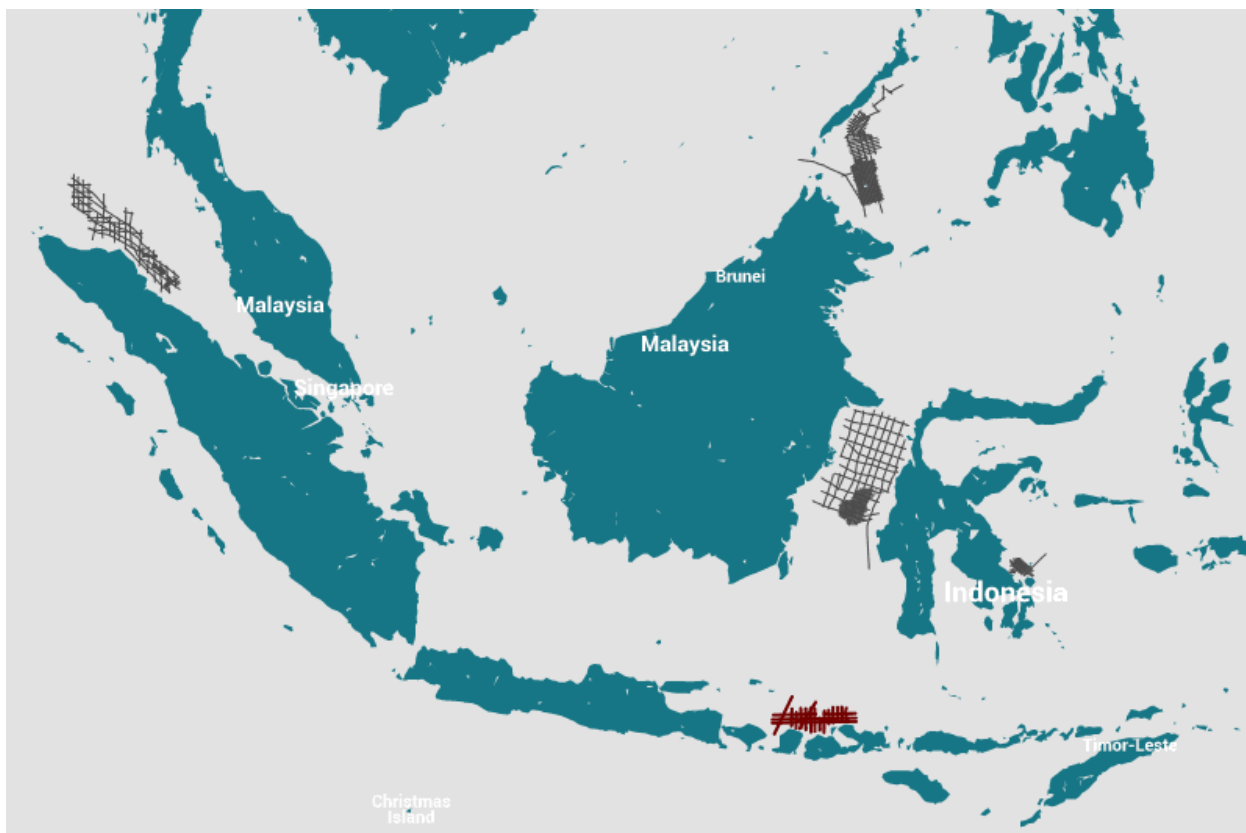 Brunei
Malaysia
Malaysia
Singapore
Indonesia
Timor-Leste
Christmas
Island